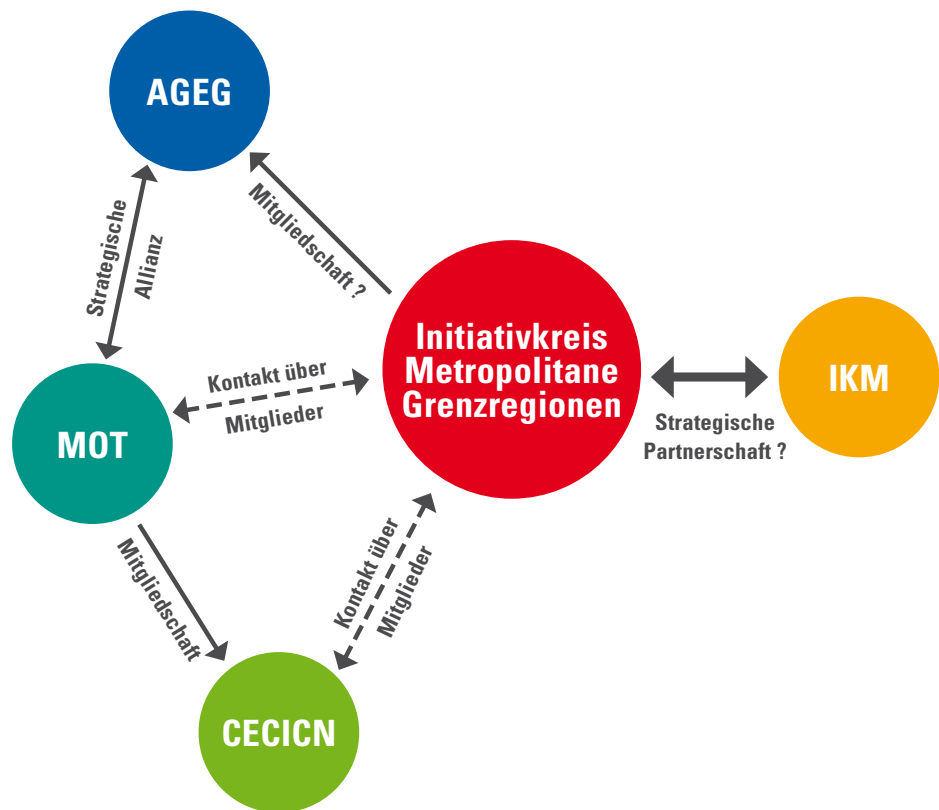 AGEG
Strategische
Allianz
Mitgliedschaft ?
Initiativkreis
Metropolitane
Grenzregionen
IKM
Strategische
Partnerschaft ?
Kontakt über
Mitglieder
MOT
Mitgliedschaft
Kontakt über
Mitglieder
CECICN